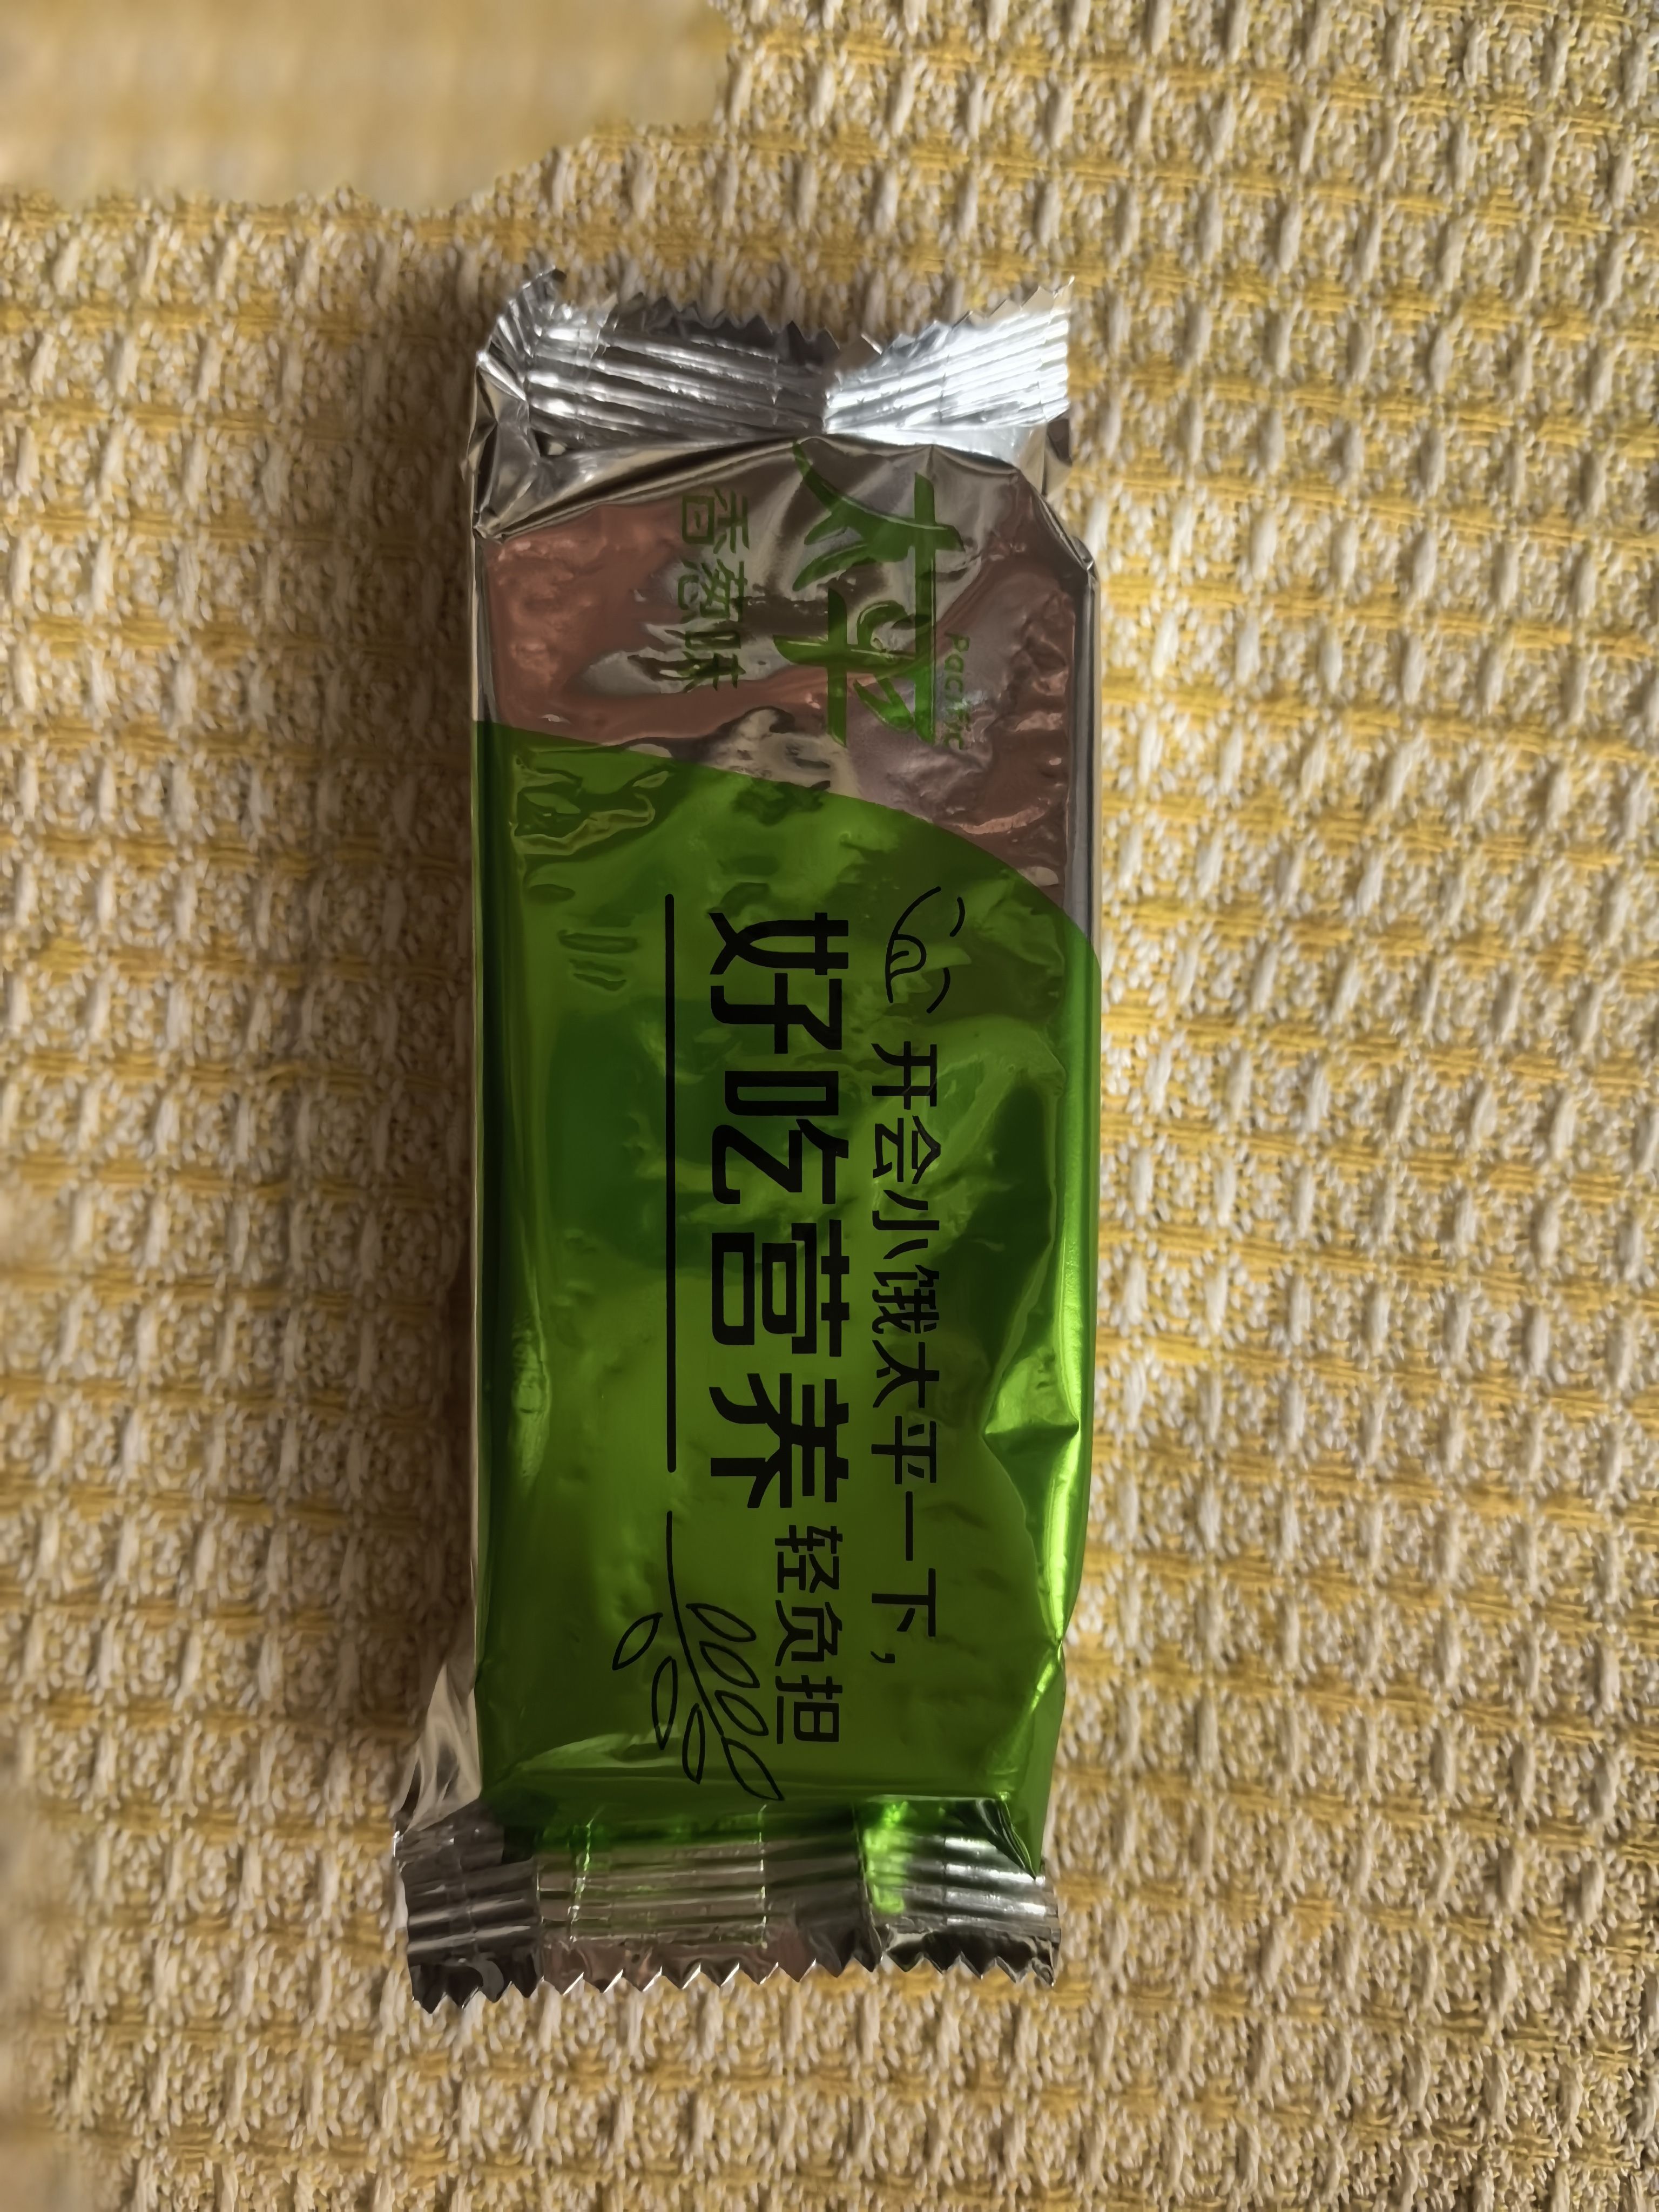 太平
Pacific
香葱味
开会小饿太平一下,
好吃营养轻负担